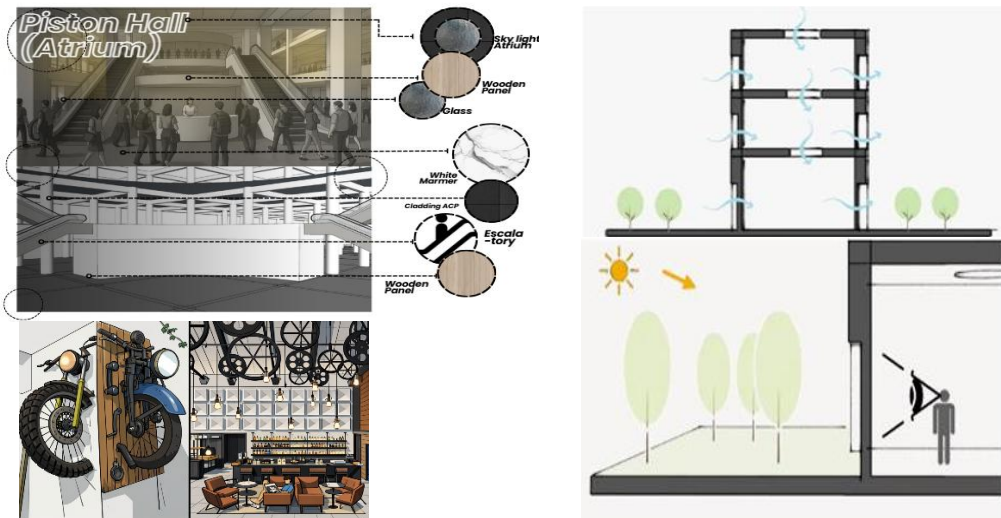 Piston Hall
(Atrium)
Sky light
Atrium
Wooden
Panel
Glass
White
Marmer
Cladding ACP
Escala
-tory
Wooden
Panel